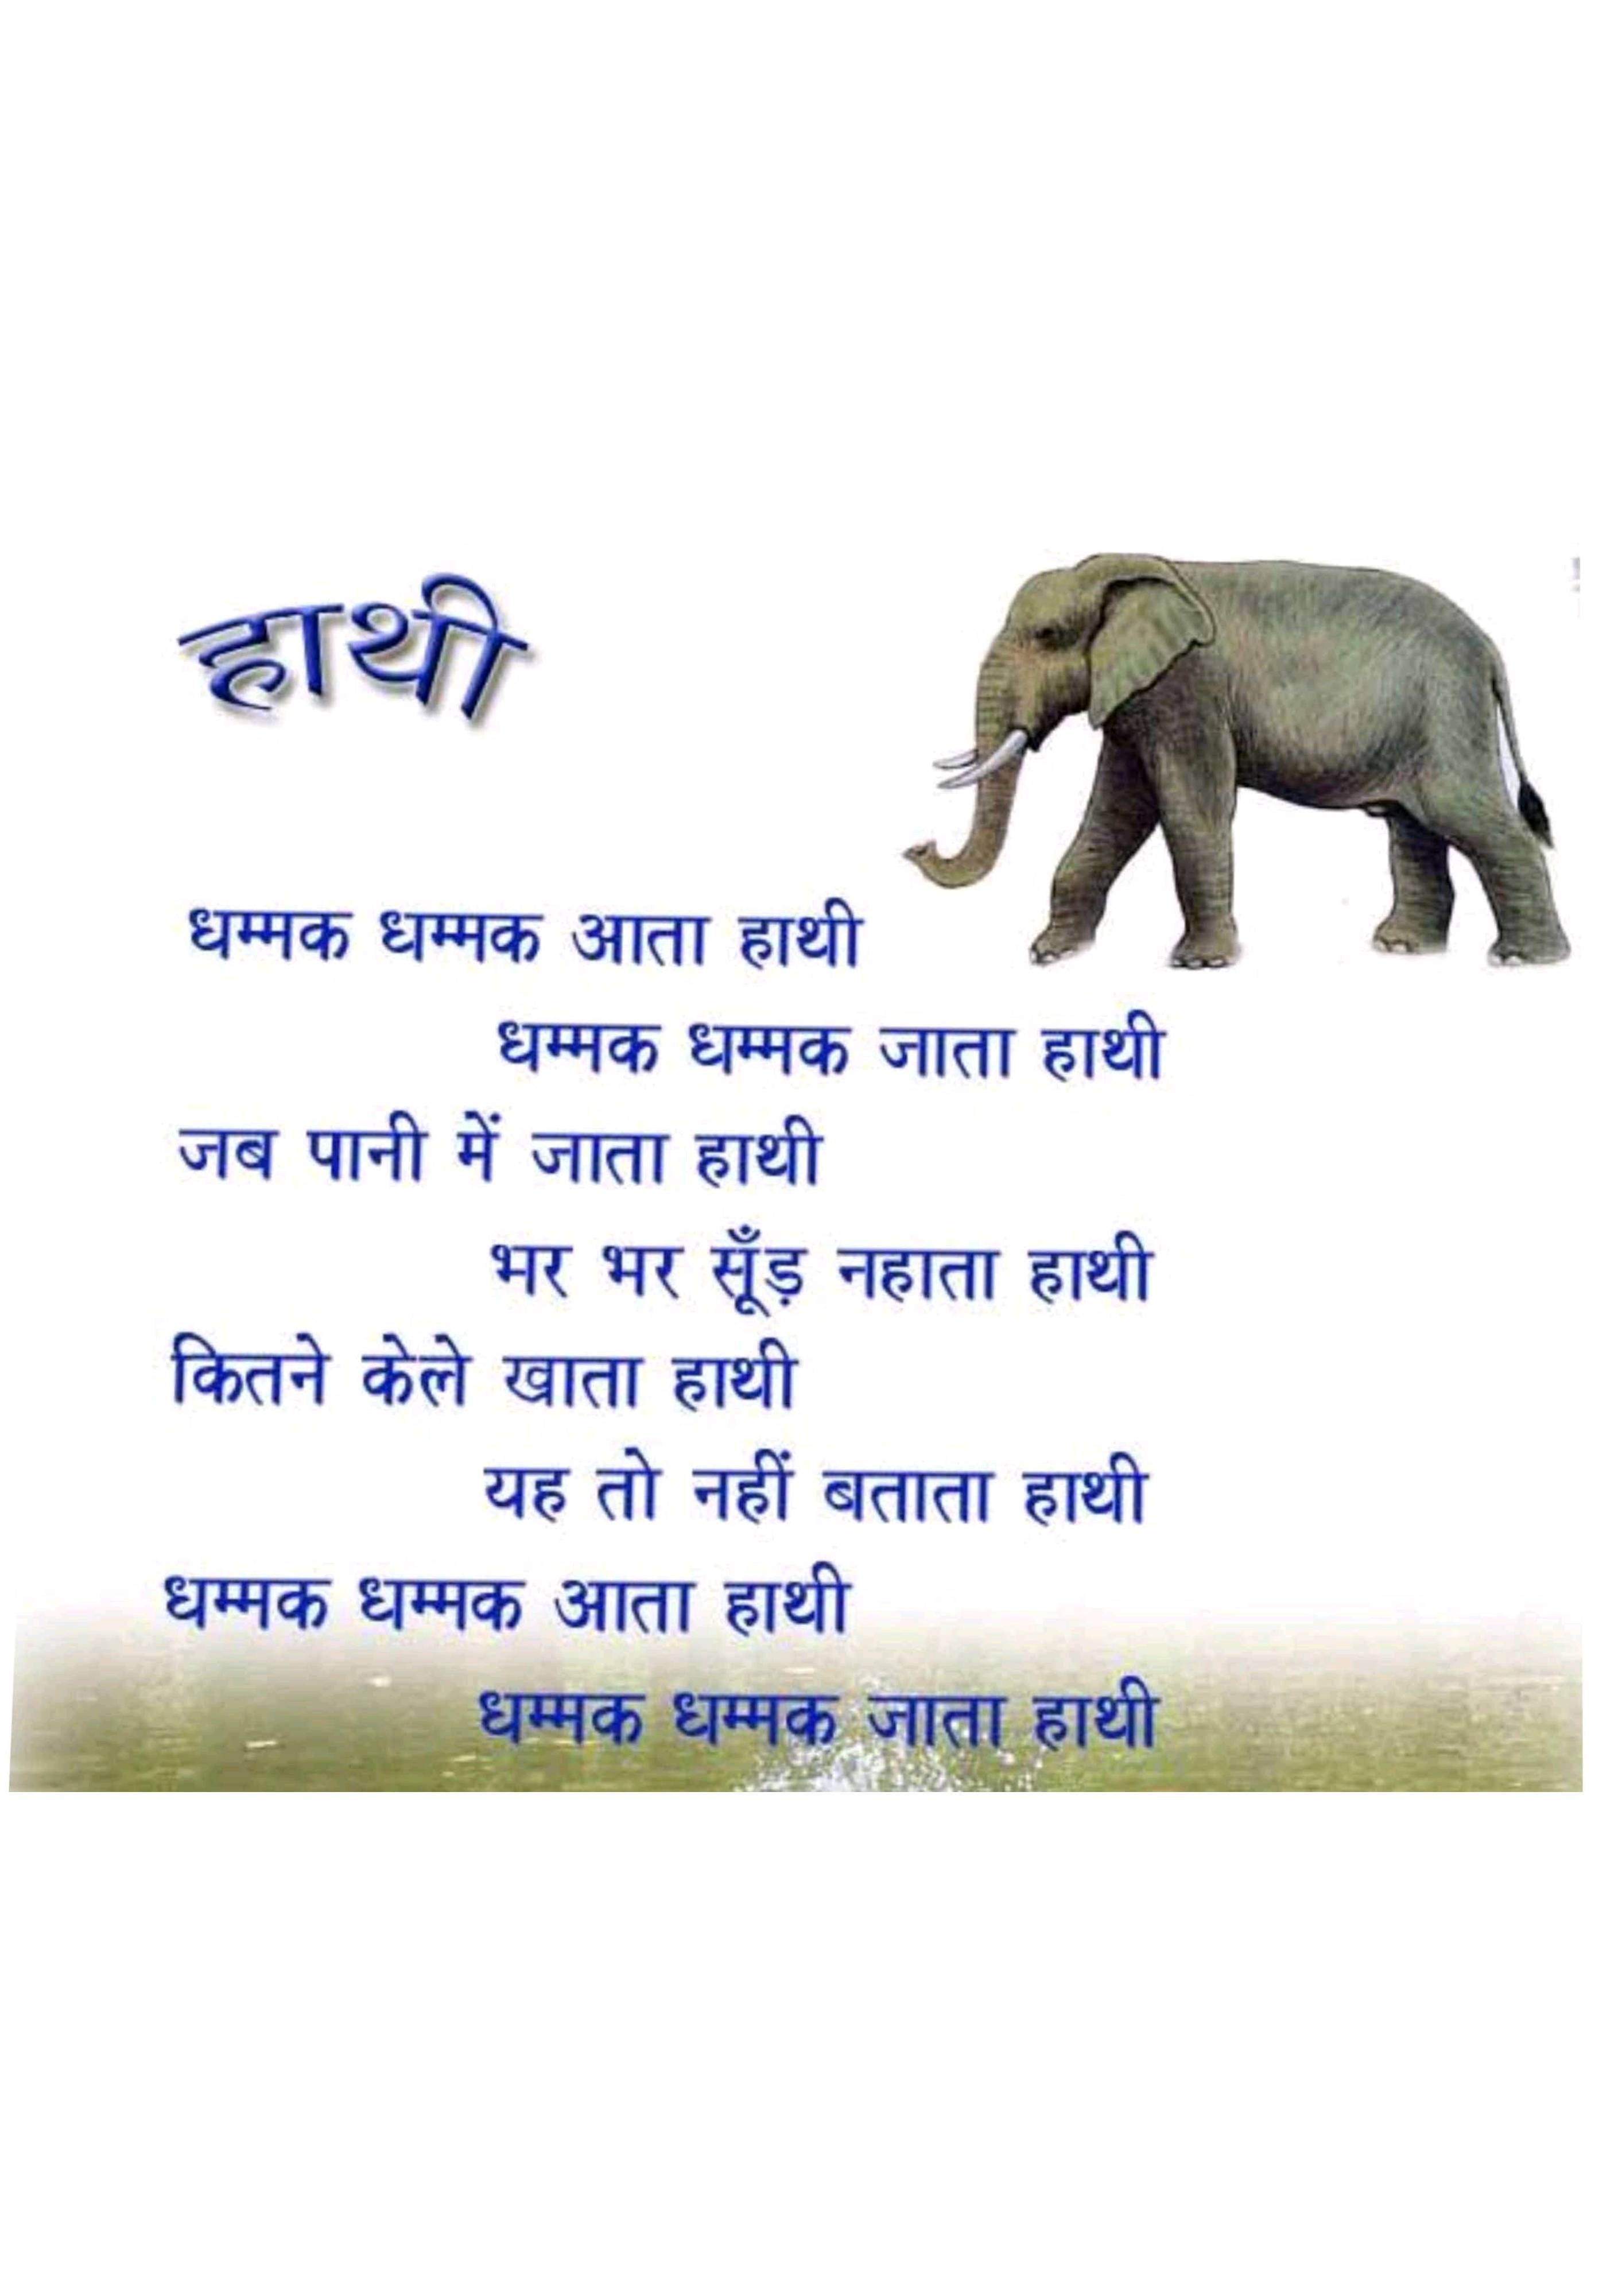 हाथी
धम्मक धम्मक आता हाथी
धम्मक धम्मक जाता हाथी
जब पानी में जाता हाथी
भर भर सूँड़ नहाता हाथी
कितने केले खाता हाथी
यह तो नहीं बताता हाथी
धम्मक धम्मक आता हाथी
धम्मक धम्मक जाता हाथी